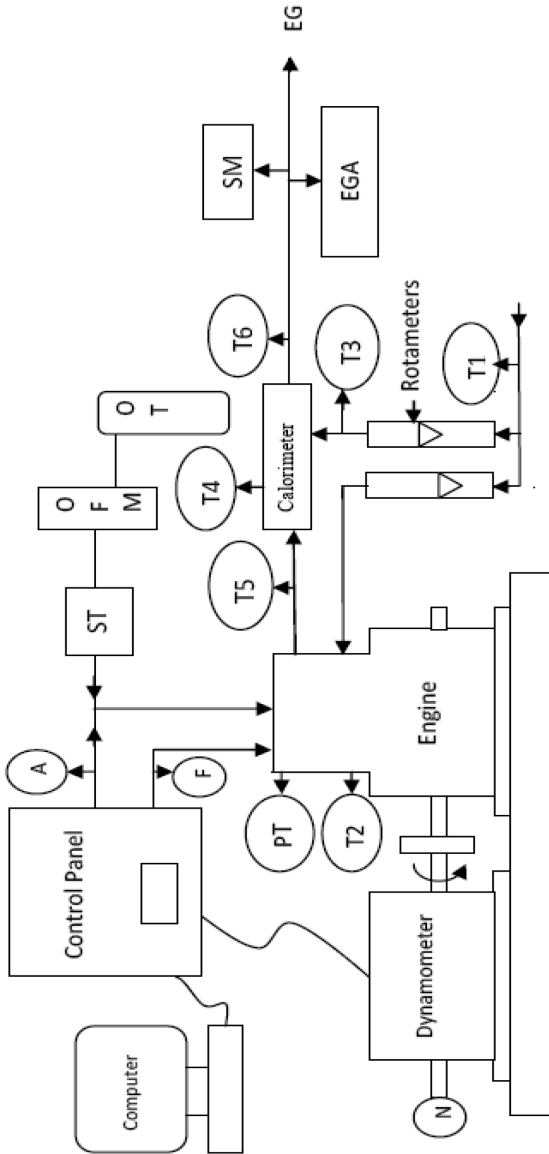 EG
SM
EGA
T6
T3
Rotameters
T1
O
T
O
F
M
T4
Calorimeter
T5
ST
A
F
Control Panel
PT
T2
Engine
Computer
Dynamometer
N